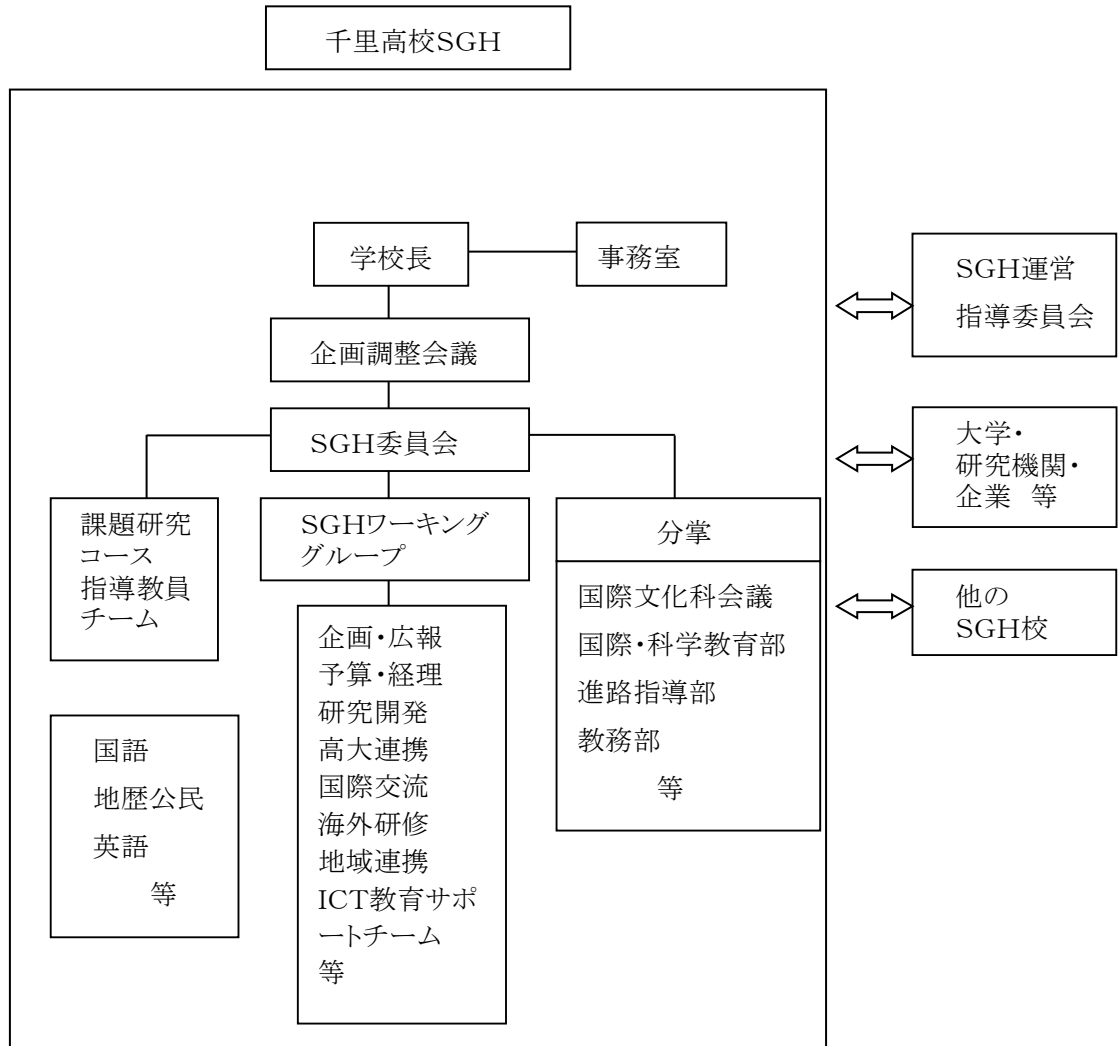 千里高校SGH
学校長
事務室
企画調整会議
SGH委員会
課題研究
コース
指導教員
チーム
SGHワーキング
グループ
分掌
国際文化科会議
国際・科学教育部
進路指導部
教務部
等
国語
地歴公民
英語
等
企画・広報
予算・経理
研究開発
高大連携
国際交流
海外研修
地域連携
ICT教育サポ
ートチーム
等
SGH運営
指導委員会
大学・
研究機関・
企業 等
他の
SGH校